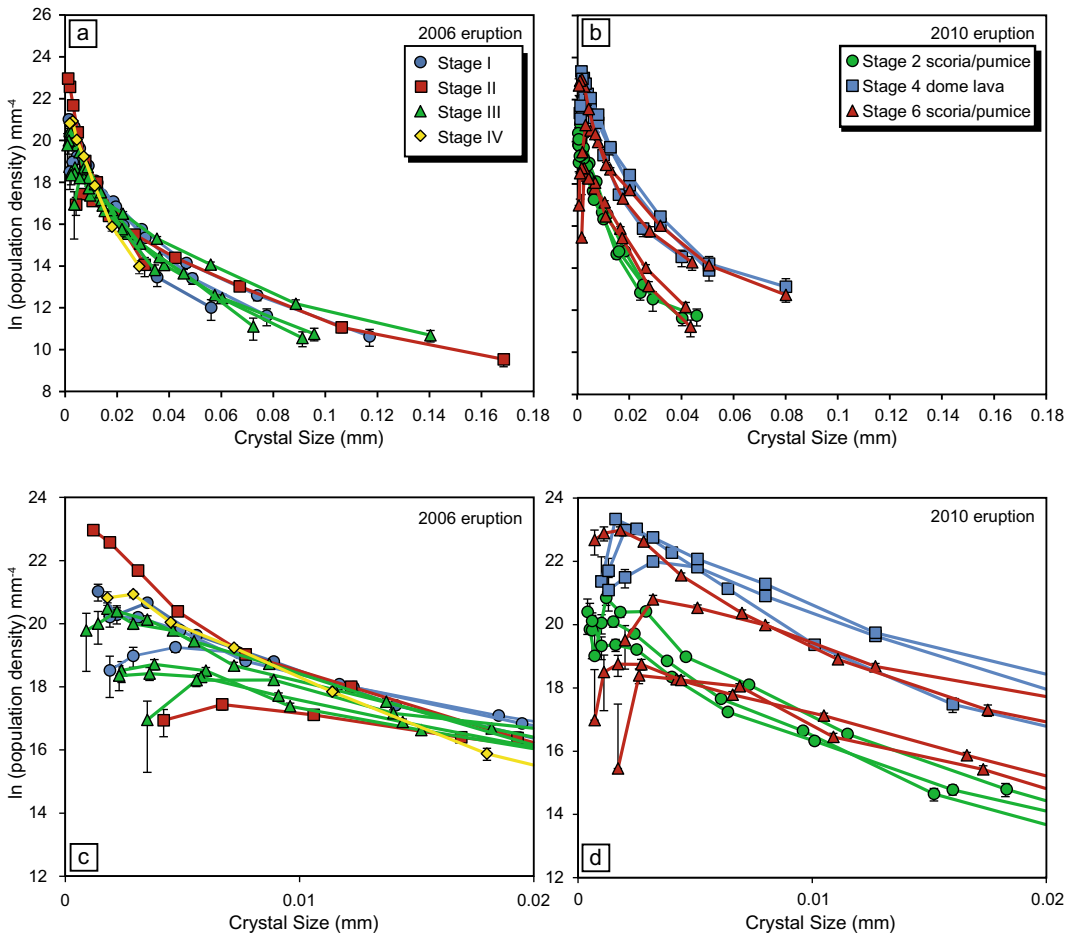 a
2006 eruption
Stage I
Stage II
Stage III
Stage IV
26
24
22
20
18
16
14
12
10
8
ln (population density) mm-4
0 0.02 0.04 0.06 0.08 0.1 0.12 0.14 0.16 0.18
Crystal Size (mm)
b
2010 eruption
Stage 2 scoria/pumice
Stage 4 dome lava
Stage 6 scoria/pumice
0 0.02 0.04 0.06 0.08 0.1 0.12 0.14 0.16 0.18
Crystal Size (mm)
2006 eruption
24
22
20
18
16
14
12
ln (population density) mm-4
c
0 0.01 0.02
Crystal Size (mm)
2010 eruption
24
22
20
18
16
14
12
d
0 0.01 0.02
Crystal Size (mm)